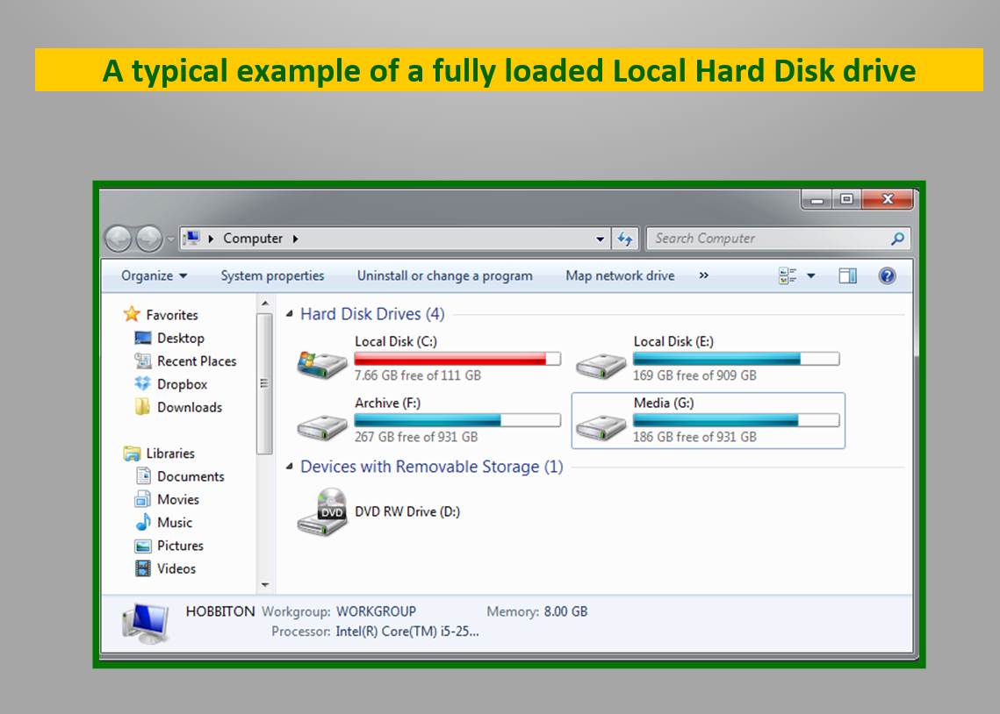 A typical example of a fully loaded Local Hard Disk drive
Computer
Search Computer
Organize System properties Uninstall or change a program Map network drive »
Favorites
Desktop
Recent Places
Dropbox
Downloads
Libraries
Documents
Movies
Music
Pictures
Videos
Hard Disk Drives (4)
Local Disk (C:)
7.66 GB free of 111 GB
Local Disk (E:)
169 GB free of 909 GB
Archive (F:)
267 GB free of 931 GB
Media (G:)
186 GB free of 931 GB
Devices with Removable Storage (1)
DVD
DVD RW Drive (D:)
HOBBITON Workgroup: WORKGROUP Memory: 8.00 GB
Processor: Intel(R) Core(TM) i5-25...